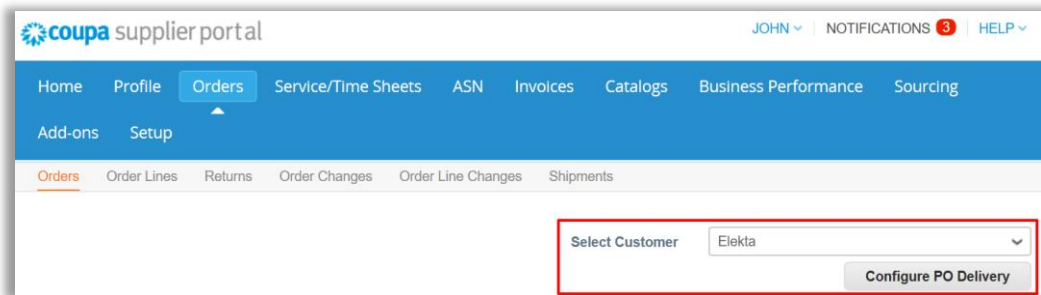 coupa supplier portal
JOHN NOTIFICATIONS 3 HELP
Home Profile Orders Service/Time Sheets ASN Invoices Catalogs Business Performance Sourcing
Add-ons Setup
Orders Order Lines Returns Order Changes Order Line Changes Shipments
Select Customer Elekta
Configure PO Delivery